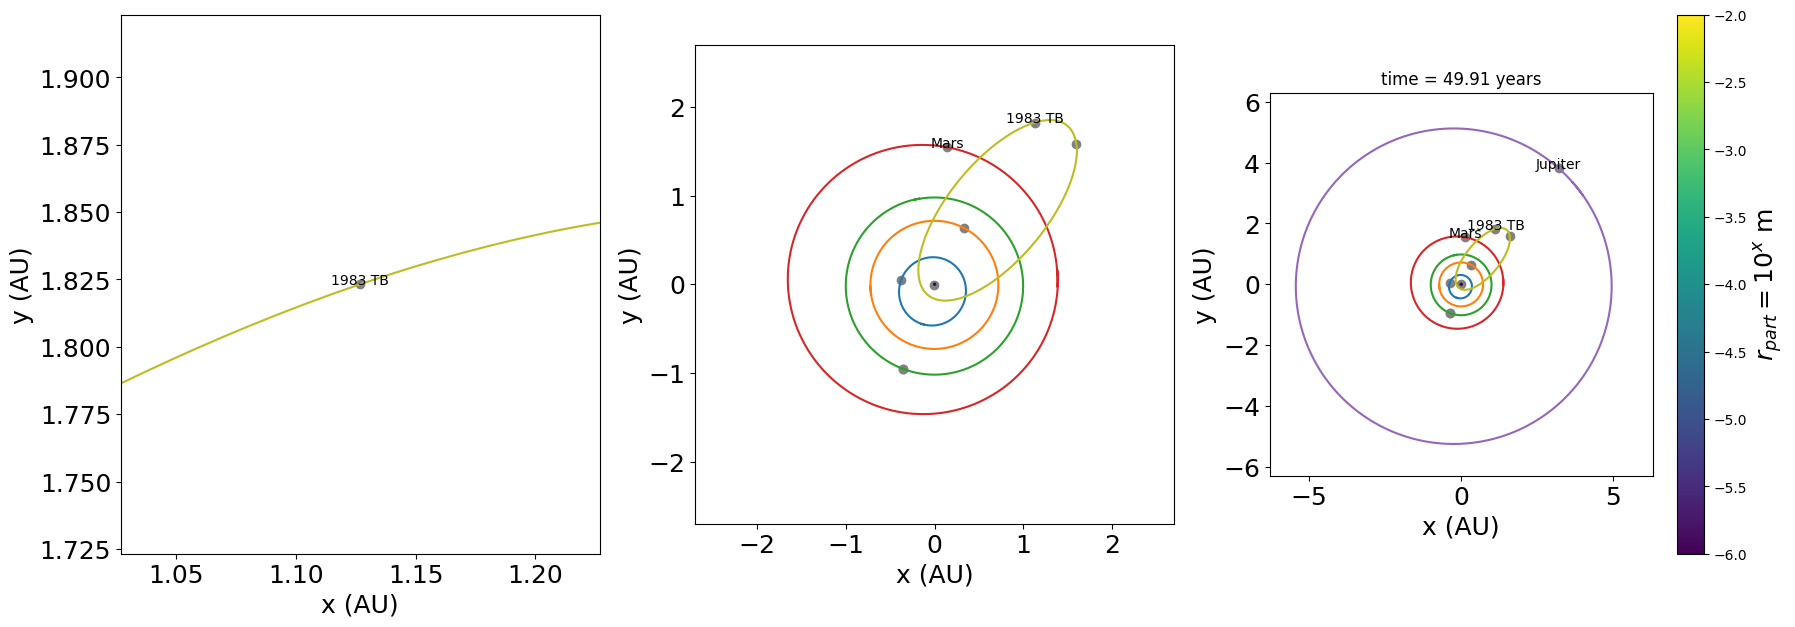 1.900
1.875
1.850
1.825
1.800
1.775
1.750
1.725
y (AU)
1983 TB
1.05 1.10 1.15 1.20
x (AU)
2
1
0
−1
−2
y (AU)
1983 TB
Mars
−2 −1 0 1 2
x (AU)
time = 49.91 years
6
4
2
0
−2
−4
−6
y (AU)
Jupiter
1983 TB
Mars
−5 0 5
x (AU)
−2.0
−2.5
−3.0
−3.5
−4.0
−4.5
−5.0
−5.5
−6.0
r_{part} = 10^x m